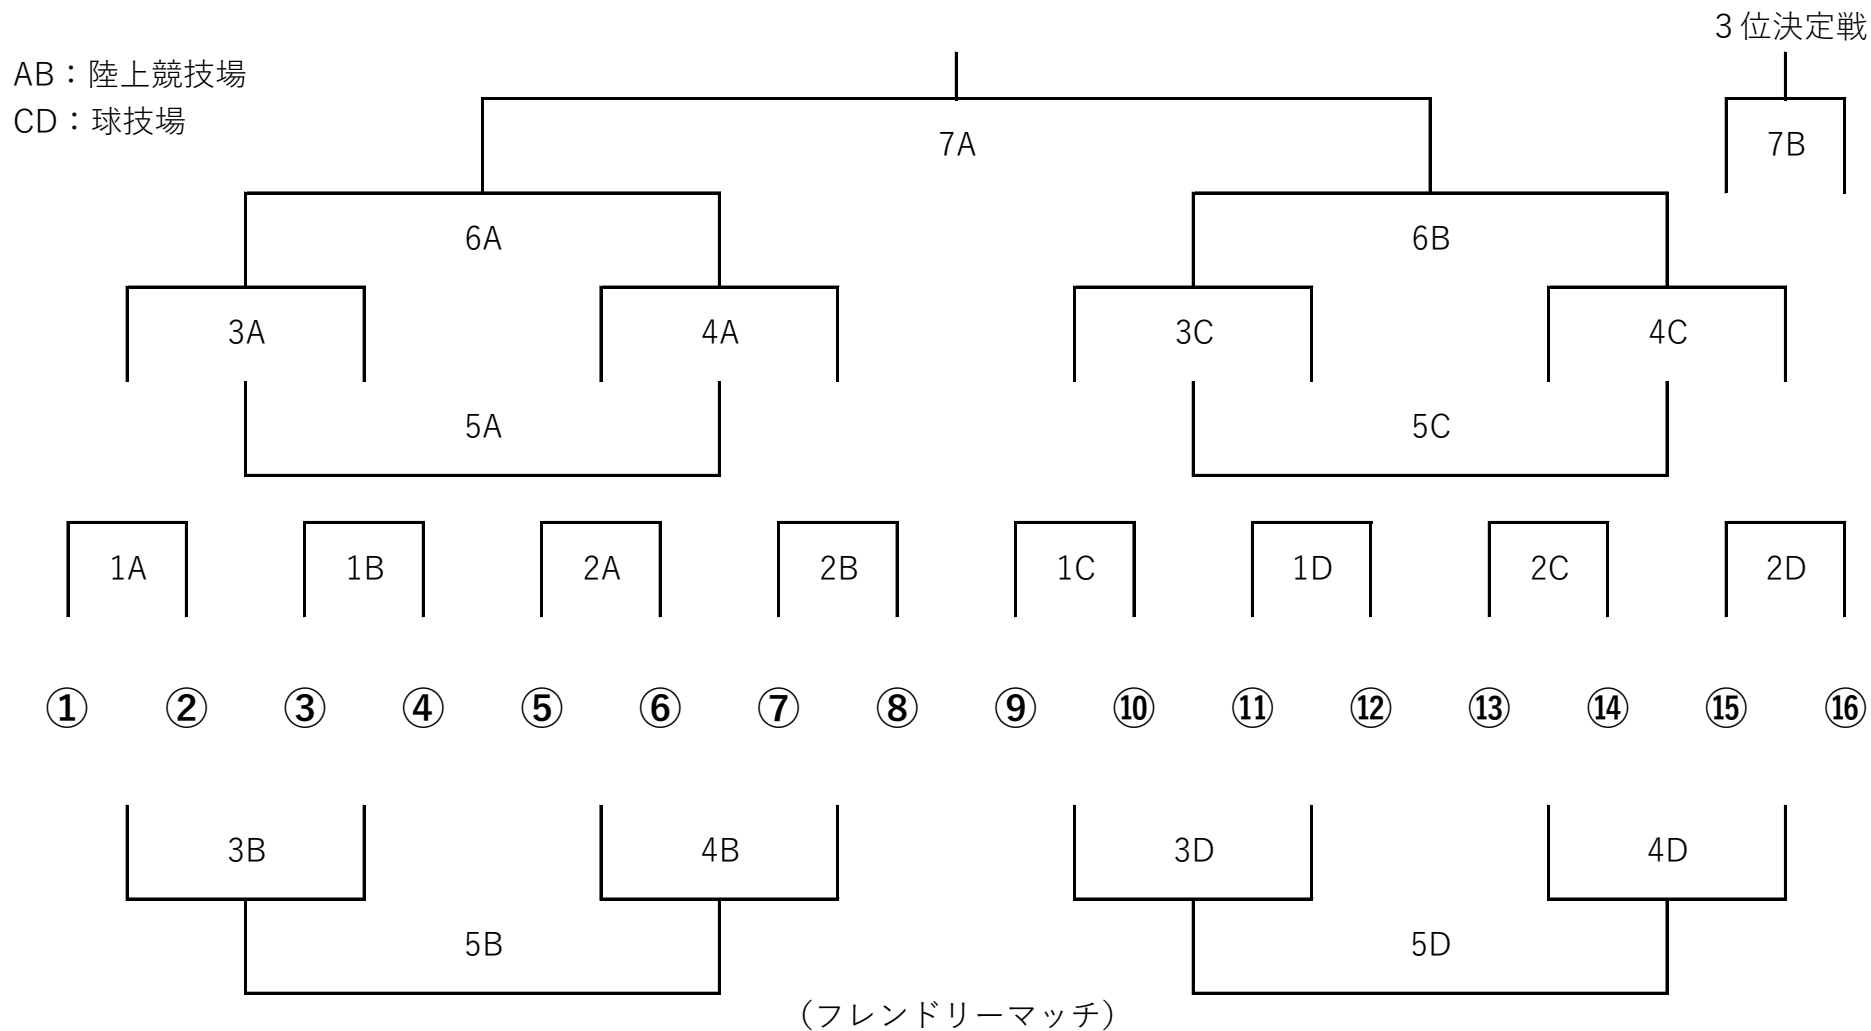 3位決定戦
AB：陸上競技場
CD：球技場
7A
7B
6A
6B
3A
4A
3C
4C
5A
5C
1A
1B
2A
2B
1C
1D
2C
2D
① ② ③ ④ ⑤ ⑥ ⑦ ⑧ ⑨ ⑩ ⑪ ⑫ ⑬ ⑭ ⑮ ⑯
3B
4B
3D
4D
5B
5D
（フレンドリーマッチ）